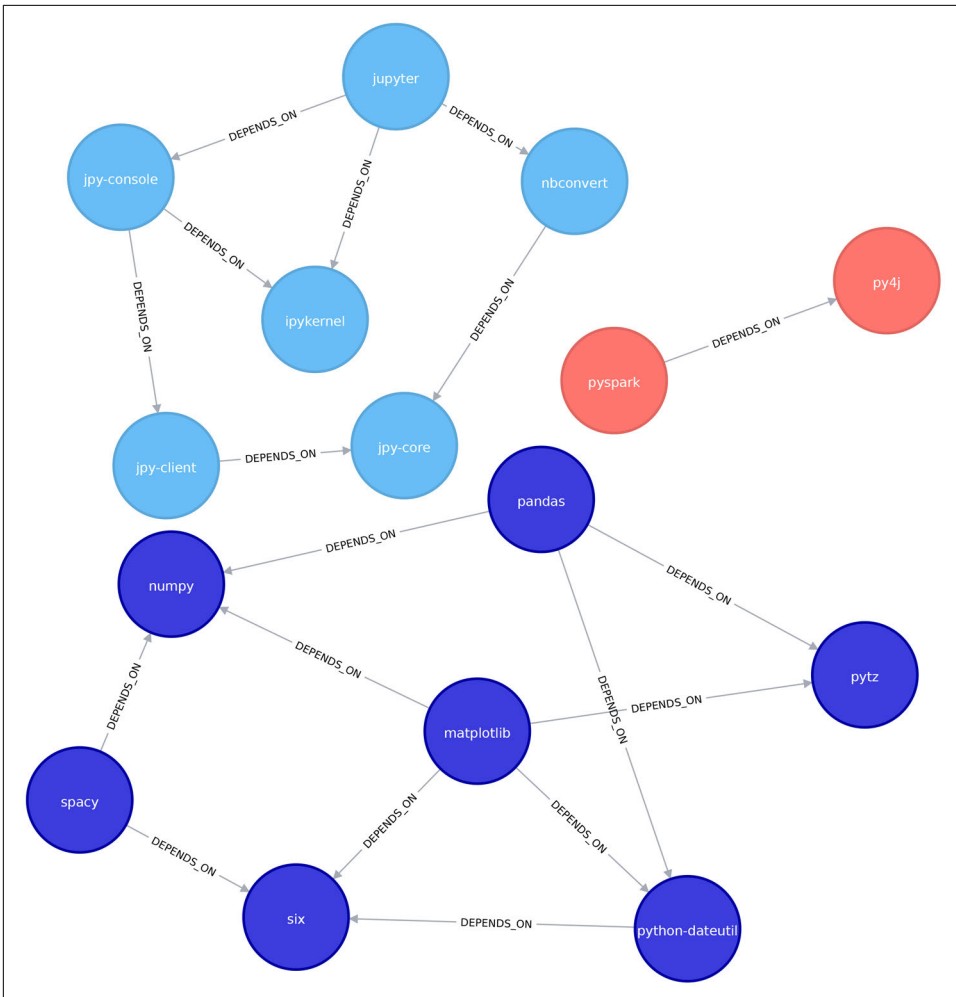 jupyter
DEPENDS_ON
DEPENDS_ON
jpy-console
DEPENDS_ON
nbconvert
DEPENDS_ON
py4j
DEPENDS_ON
ipykernel
DEPENDS_ON
DEPENDS_ON
pyspark
jpy-core
DEPENDS_ON
jpy-client
pandas
DEPENDS_ON
numpy
DEPENDS_ON
DEPENDS_ON
pytz
DEPENDS_ON
DEPENDS_ON
DEPENDS_ON
matplotlib
spacy
DEPENDS_ON
DEPENDS_ON
DEPENDS_ON
six
DEPENDS_ON
python-dateutil